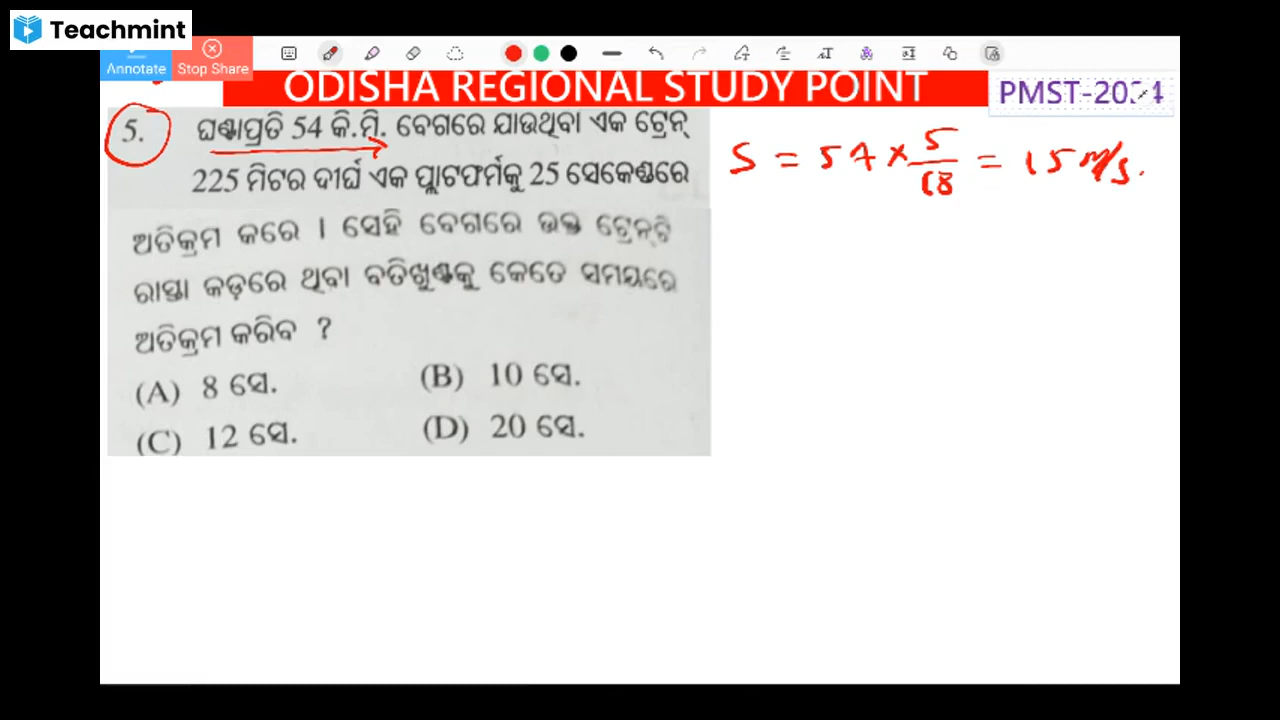 Teachmint
Annotate
Stop Share
ODISHA REGIONAL STUDY POINT
PMST-2024
5. ଘଣ୍ଟାପ୍ରତି 54 କି.ମି. ବେଗରେ ଯାଉଥିବା ଏକ ଟ୍ରେନ୍
225 ମିଟର ଦୀର୍ଘ ଏକ ପ୍ଲାଟଫର୍ମକୁ 25 ସେକେଣ୍ଡରେ
ଅତିକ୍ରମ କରେ । ସେହି ବେଗରେ ଉକ୍ତ ଟ୍ରେନ୍‌ଟି
ରାସ୍ତା କଡ଼ରେ ଥିବା ବତିଖୁଣ୍ଟକୁ କେତେ ସମୟରେ
ଅତିକ୍ରମ କରିବ ?
(A) 8 ସେ. (B) 10 ସେ.
(C) 12 ସେ. (D) 20 ସେ.
S = 54 × 5/18 = 15 m/s.